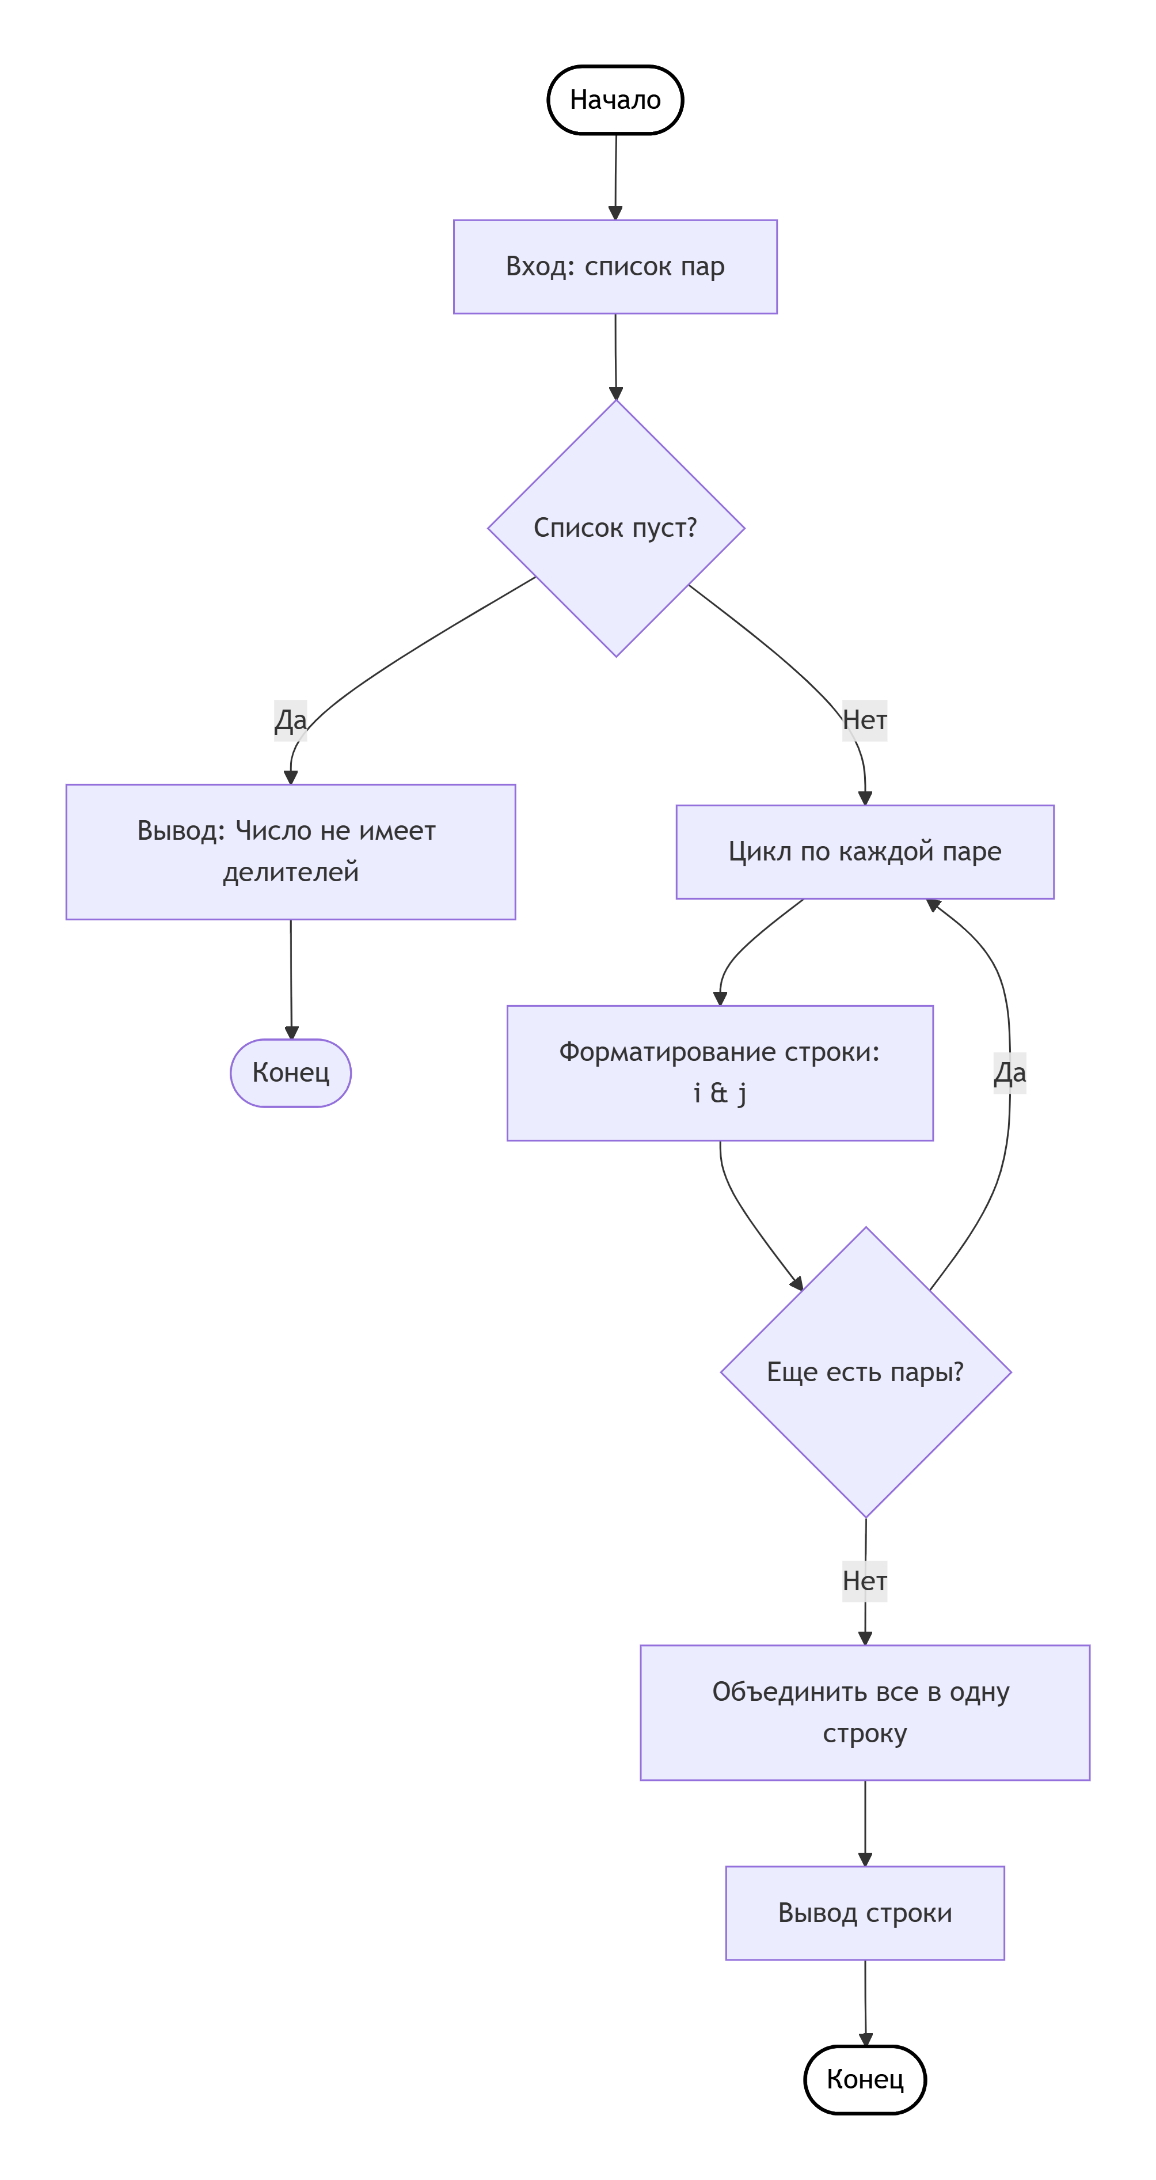 Начало
Вход: список пар
Список пуст?
Да
Нет
Вывод: Число не имеет
делителей
Цикл по каждой паре
Форматирование строки:
i & j
Конец
Да
Еще есть пары?
Нет
Объединить все в одну
строку
Вывод строки
Конец